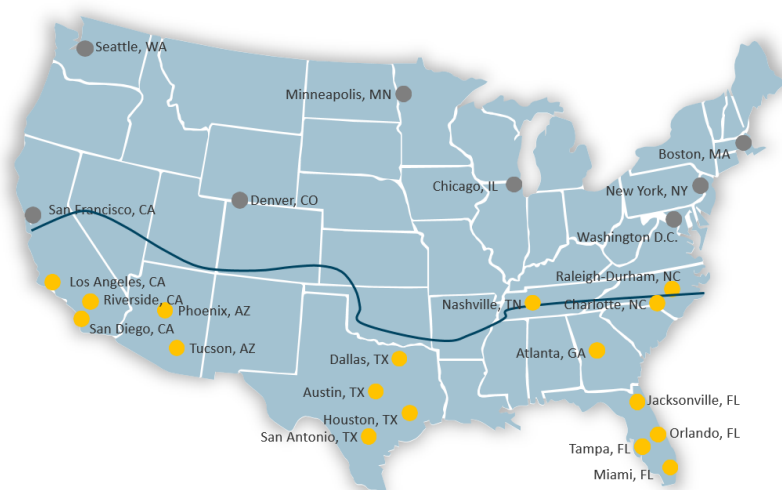 Seattle, WA
Minneapolis, MN
Boston, MA
Chicago, IL
New York, NY
Denver, CO
San Francisco, CA
Washington D.C.
Raleigh-Durham, NC
Los Angeles, CA
Riverside, CA
Nashville, TN
Charlotte, NC
Phoenix, AZ
San Diego, CA
Tucson, AZ
Atlanta, GA
Dallas, TX
Austin, TX
Jacksonville, FL
Houston, TX
Orlando, FL
San Antonio, TX
Tampa, FL
Miami, FL